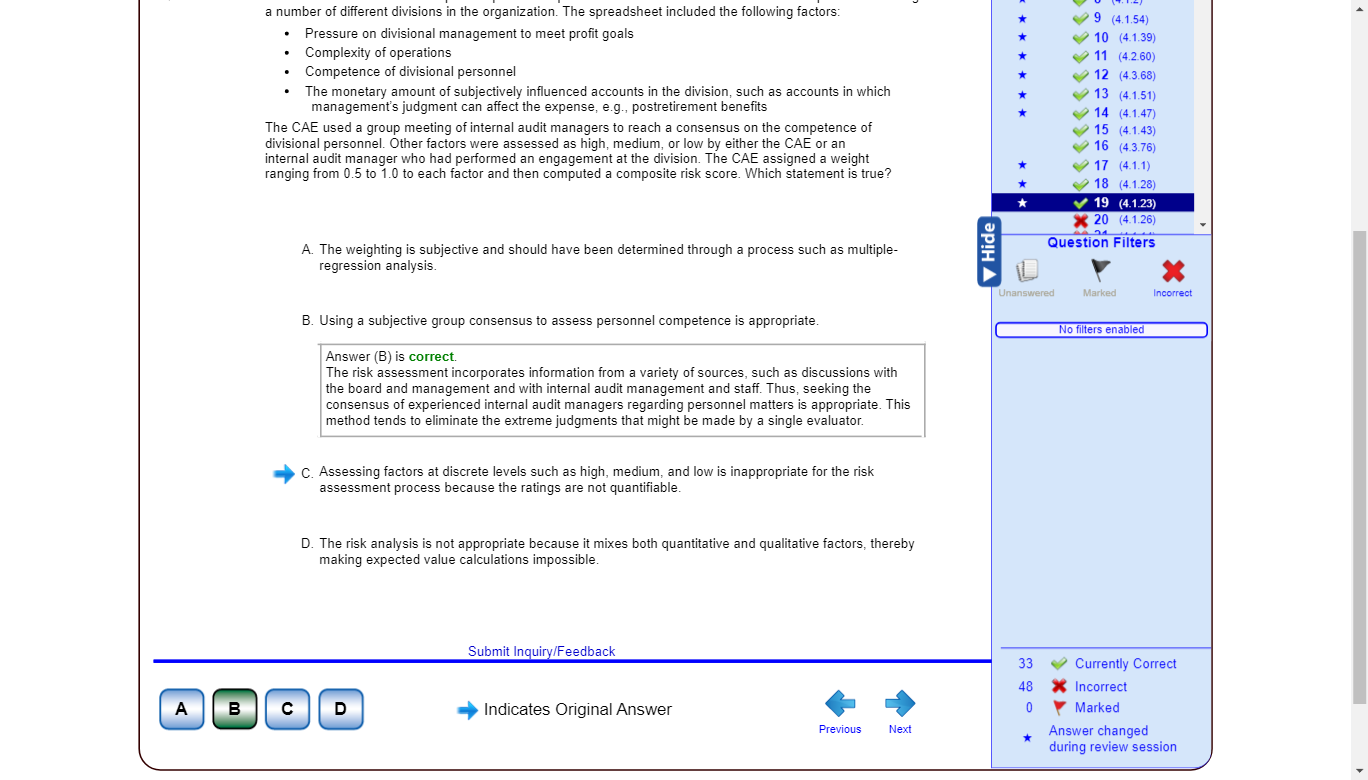 a number of different divisions in the organization. The spreadsheet included the following factors:
• Pressure on divisional management to meet profit goals
• Complexity of operations
• Competence of divisional personnel
• The monetary amount of subjectively influenced accounts in the division, such as accounts in which
management's judgment can affect the expense, e.g., postretirement benefits
The CAE used a group meeting of internal audit managers to reach a consensus on the competence of
divisional personnel. Other factors were assessed as high, medium, or low by either the CAE or an
internal audit manager who had performed an engagement at the division. The CAE assigned a weight
ranging from 0.5 to 1.0 to each factor and then computed a composite risk score. Which statement is true?
A. The weighting is subjective and should have been determined through a process such as multiple-
regression analysis.
B. Using a subjective group consensus to assess personnel competence is appropriate.
Answer (B) is correct.
The risk assessment incorporates information from a variety of sources, such as discussions with
the board and management and with internal audit management and staff. Thus, seeking the
consensus of experienced internal audit managers regarding personnel matters is appropriate. This
method tends to eliminate the extreme judgments that might be made by a single evaluator.
C. Assessing factors at discrete levels such as high, medium, and low is inappropriate for the risk
assessment process because the ratings are not quantifiable.
D. The risk analysis is not appropriate because it mixes both quantitative and qualitative factors, thereby
making expected value calculations impossible.
Submit Inquiry/Feedback
A B C D
Indicates Original Answer
Previous
Next
9 (4.1.54)
10 (4.1.39)
11 (4.2.60)
12 (4.3.68)
13 (4.1.51)
14 (4.1.47)
15 (4.1.43)
16 (4.3.76)
17 (4.1.1)
18 (4.1.28)
19 (4.1.23)
20 (4.1.26)
Hide
Question Filters
Unanswered
Marked
Incorrect
No filters enabled
33 Currently Correct
48 Incorrect
0 Marked
Answer changed
during review session